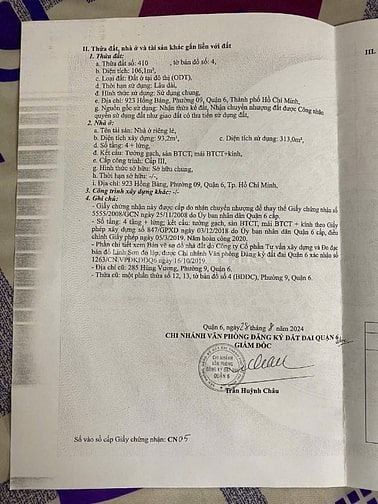 II. Thửa đất, nhà ở và tài sản khác gắn liền với đất
1. Thửa đất:
a. Thửa đất số: 410 , tờ bản đồ số: 4,
b. Diện tích: 106,1m²,
c. Loại đất: Đất ở tại đô thị (ODT),
d. Thời hạn sử dụng: Lâu dài,
đ. Hình thức sử dụng: Sử dụng chung,
e. Địa chỉ: 923 Hồng Bàng, Phường 09, Quận 6, Thành phố Hồ Chí Minh,
g. Nguồn gốc sử dụng: Nhận thừa kế đất, Nhận chuyển nhượng đất được Công nhận
quyền sử dụng đất như giao đất có thu tiền sử dụng đất.
2. Nhà ở:
a. Tên tài sản: Nhà ở riêng lẻ,
b. Diện tích xây dựng: 93,2m², c. Diện tích sử dụng: 313,0m²,
d. Số tầng: 4+ lửng,
đ. Kết cấu: Tường gạch, sàn BTCT, mái BTCT+kính,
e. Cấp công trình: Cấp III,
g. Hình thức sở hữu: Sở hữu chung,
h. Thời hạn sở hữu: -/-,
i. Địa chỉ: 923 Hồng Bàng, Phường 09, Quận 6, Tp. Hồ Chí Minh,
3. Công trình xây dựng khác: -/-
4. Ghi chú:
- Giấy chứng nhận này được cấp do nhận chuyển nhượng để thay thế Giấy chứng nhận số
5555/2008/GCN ngày 25/11/2008 do Ủy ban nhân dân Quận 6 cấp.
- Số tầng: 4 tầng + lửng; kết cấu: tường gạch, sàn BTCT, mái BTCT + kính theo Giấy
phép xây dựng số 847/GPXD ngày 03/12/2018 do Ủy ban nhân dân Quận 6 cấp, điều
chỉnh Giấy phép ngày 05/3/2019. Năm hoàn công 2020.
- Phần chi tiết xem Bản vẽ sơ đồ nhà đất do Công ty Cổ phần Tư vấn xây dựng và Đo đạc
bản đồ Linh Sơn đo lập, được Chi nhánh Văn phòng Đăng ký đất đai Quận 6 xác nhận số
ngày 16/10/2019.
- Địa chỉ cũ: 285 Hùng Vương, Phường 9, Quận 6.
- Thửa cũ: một phần thửa số 12, 13, tờ bản đồ số 4 (BĐĐC), Phường 9, Quận 6.
Quận 6, ngày 28 tháng 8 năm 2024
CHI NHÁNH VĂN PHÒNG ĐĂNG KÝ ĐẤT ĐAI QUẬN 6
GIÁM ĐỐC
CHI NHÁNH
VĂN PHÒNG
ĐĂNG KÝ ĐẤT ĐAI
QUẬN 6
Trần Huỳnh Châu
Số vào sổ cấp Giấy chứng nhận: CN05
III.